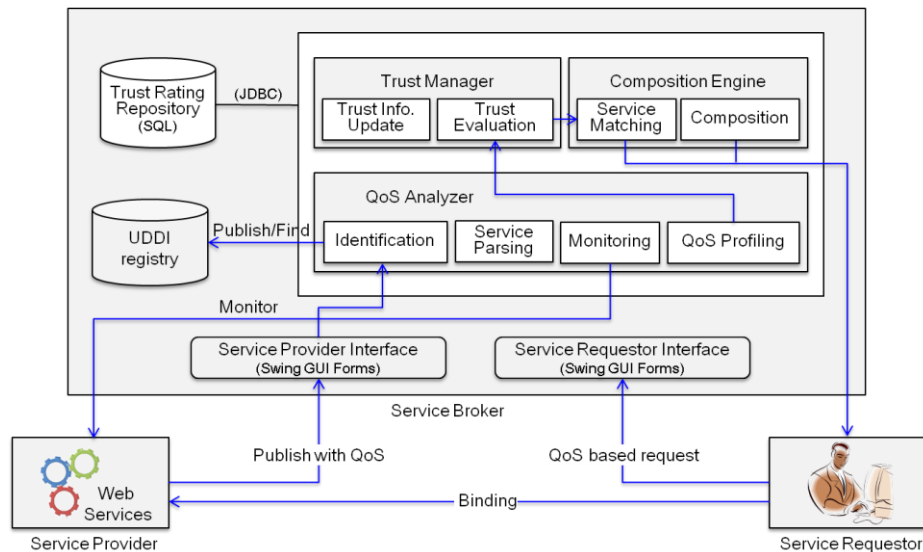 Trust Rating
Repository
(SQL)
(JDBC)
Trust Manager
Trust Info.
Update
Trust
Evaluation
Composition Engine
Service
Matching
Composition
QoS Analyzer
Identification
Service
Parsing
Monitoring
QoS Profiling
UDDI
registry
Publish/Find
Monitor
Service Provider Interface
(Swing GUI Forms)
Service Requestor Interface
(Swing GUI Forms)
Service Broker
Web
Services
Service Provider
Publish with QoS
QoS based request
Binding
Service Requestor